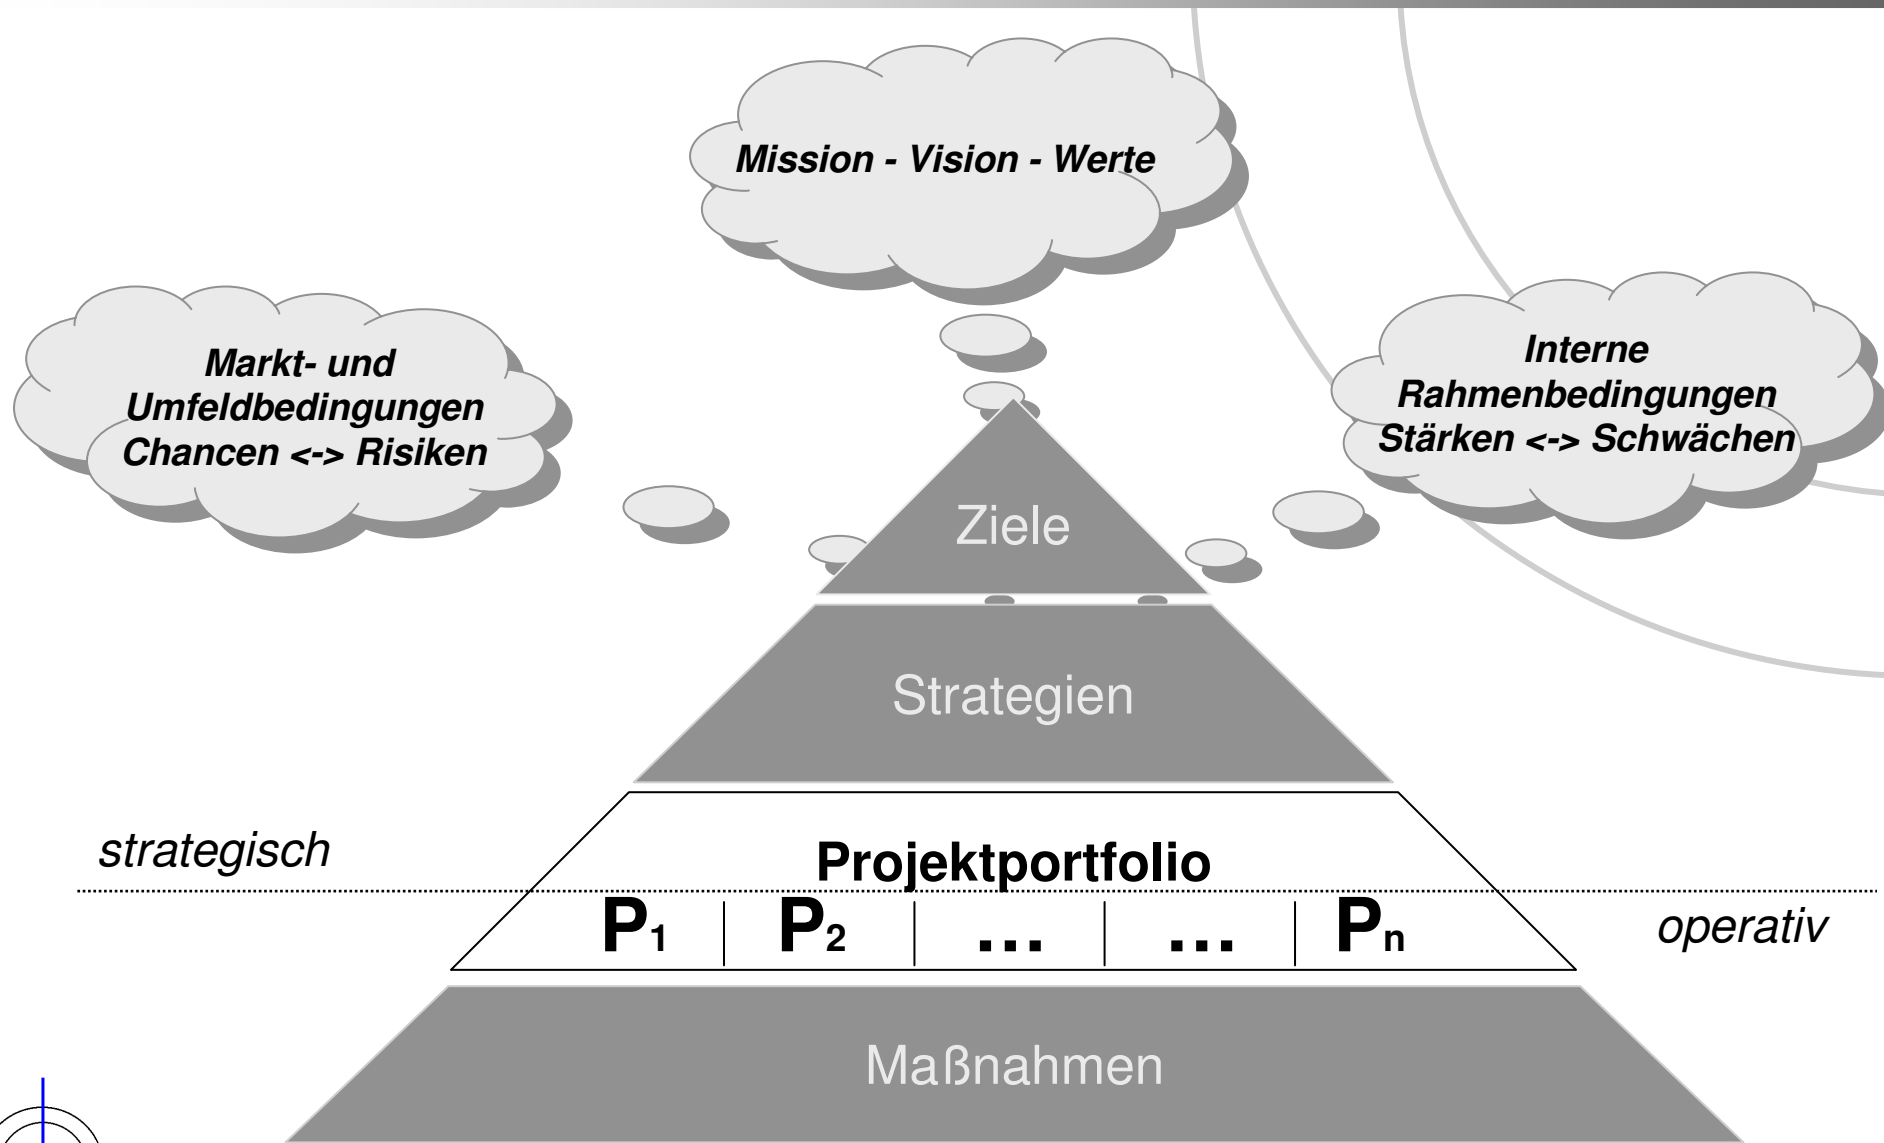 Mission - Vision - Werte
Markt- und
Umfeldbedingungen
Chancen <-> Risiken
Interne
Rahmenbedingungen
Stärken <-> Schwächen
Ziele
Strategien
strategisch
Projektportfolio
P1 P2 ... ... Pn
operativ
Maßnahmen